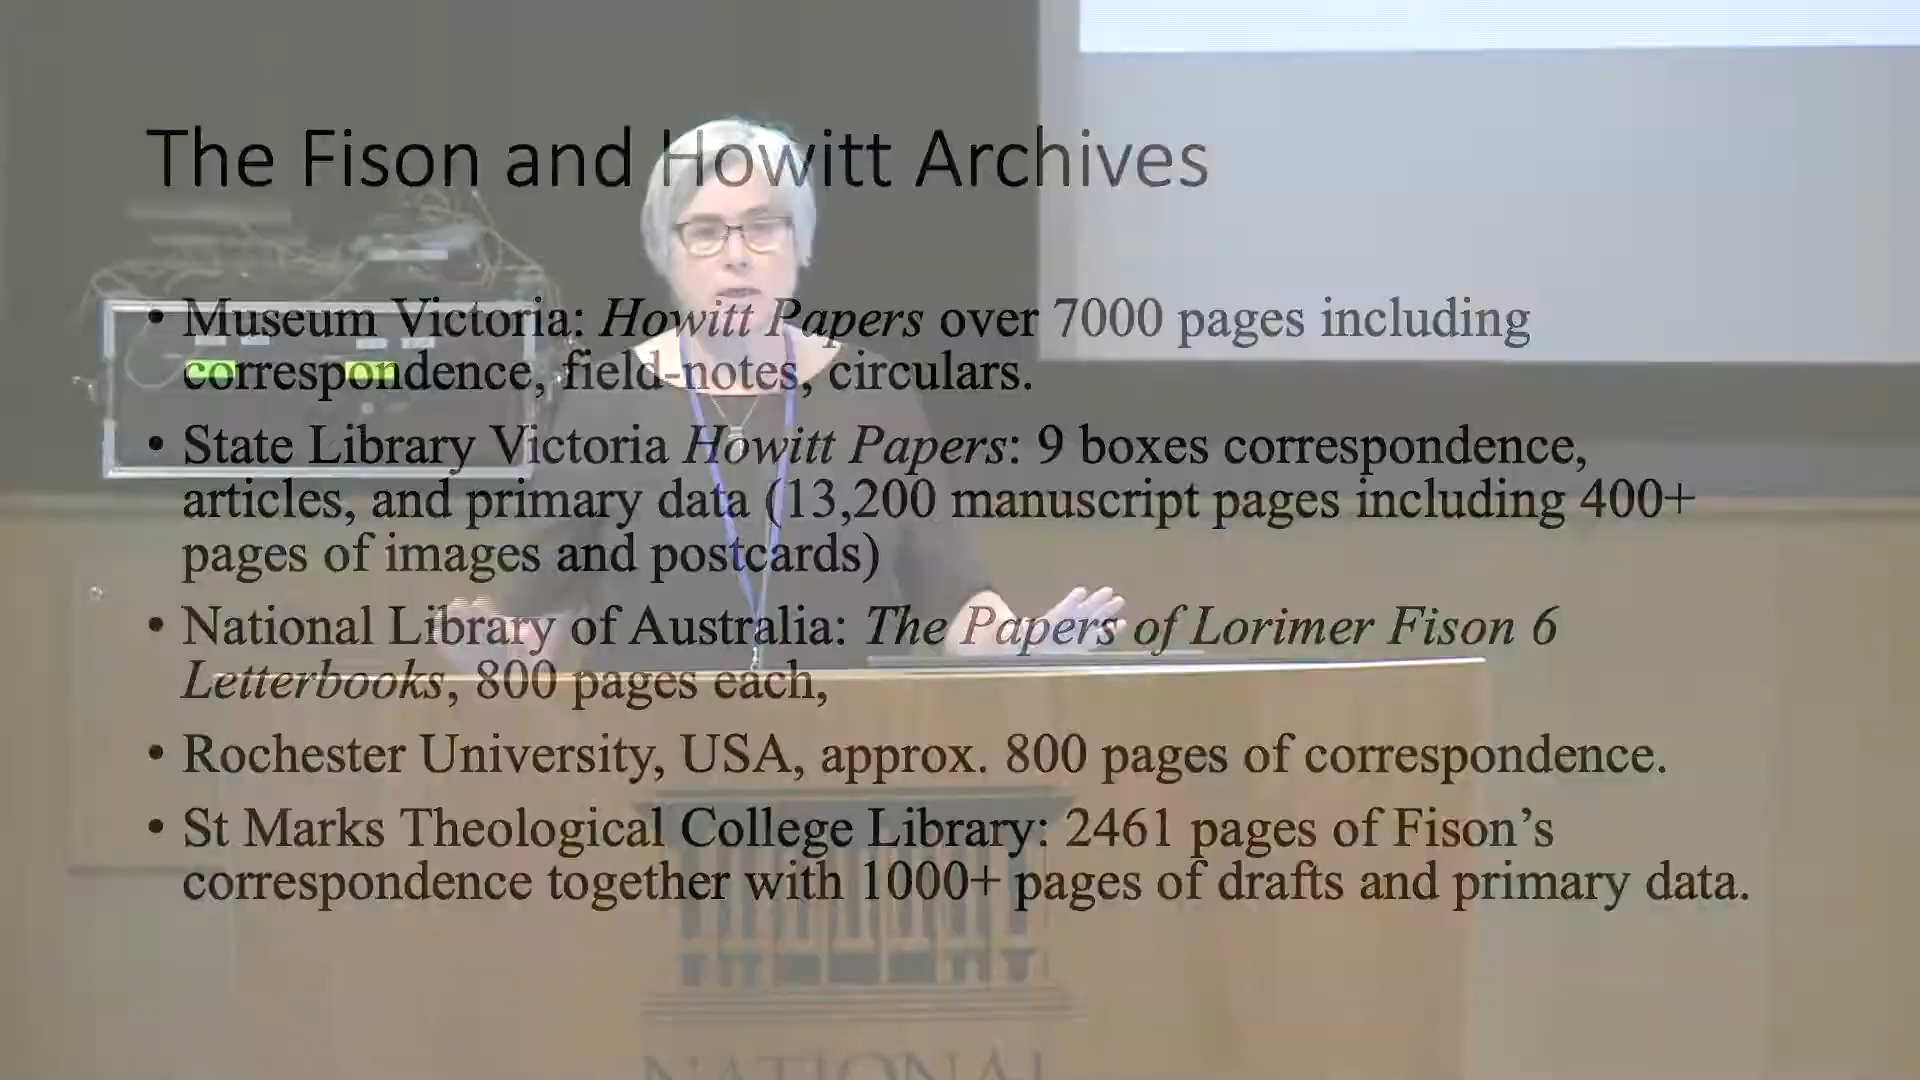 The Fison and Howitt Archives
• Museum Victoria: Howitt Papers over 7000 pages including
correspondence, field-notes, circulars.
• State Library Victoria Howitt Papers: 9 boxes correspondence,
articles, and primary data (13,200 manuscript pages including 400+
pages of images and postcards)
• National Library of Australia: The Papers of Lorimer Fison 6
Letterbooks, 800 pages each,
• Rochester University, USA, approx. 800 pages of correspondence.
• St Marks Theological College Library: 2461 pages of Fison’s
correspondence together with 1000+ pages of drafts and primary data.
NATIONAL